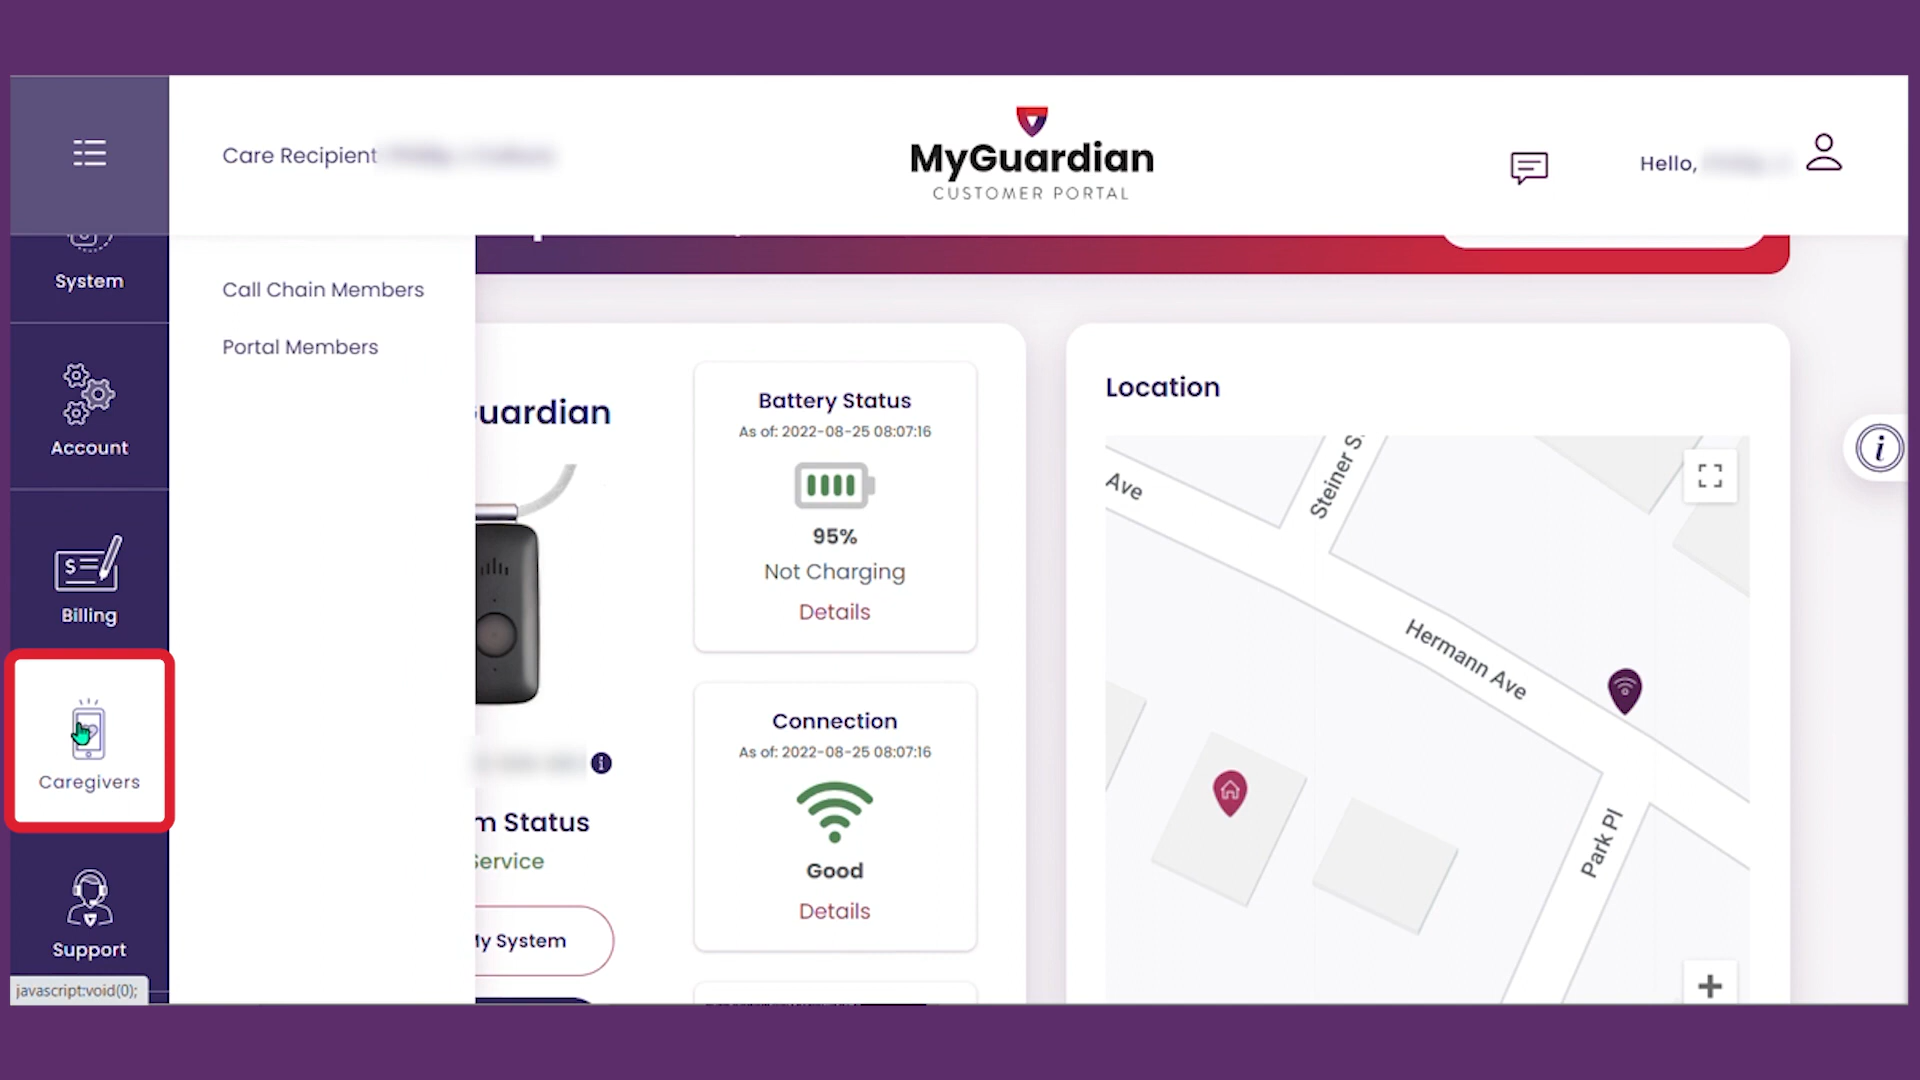 Care Recipient
MyGuardian
CUSTOMER PORTAL
Hello,
System
Account
Billing
Caregivers
Support
javascript:void(0);
Call Chain Members
Portal Members
Guardian
Battery Status
As of: 2022-08-25 08:07:16
95%
Not Charging
Details
Connection
As of: 2022-08-25 08:07:16
Good
Details
m Status
Service
My System
Location
Ave
Steiner S
Hermann Ave
Park Pl